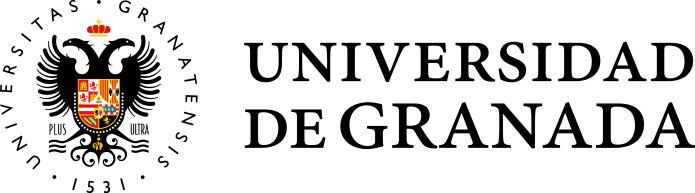 UNIVERSITAS · GRANATENSIS · 1531 ·
PLUS ULTRA
UNIVERSIDAD
DE GRANADA